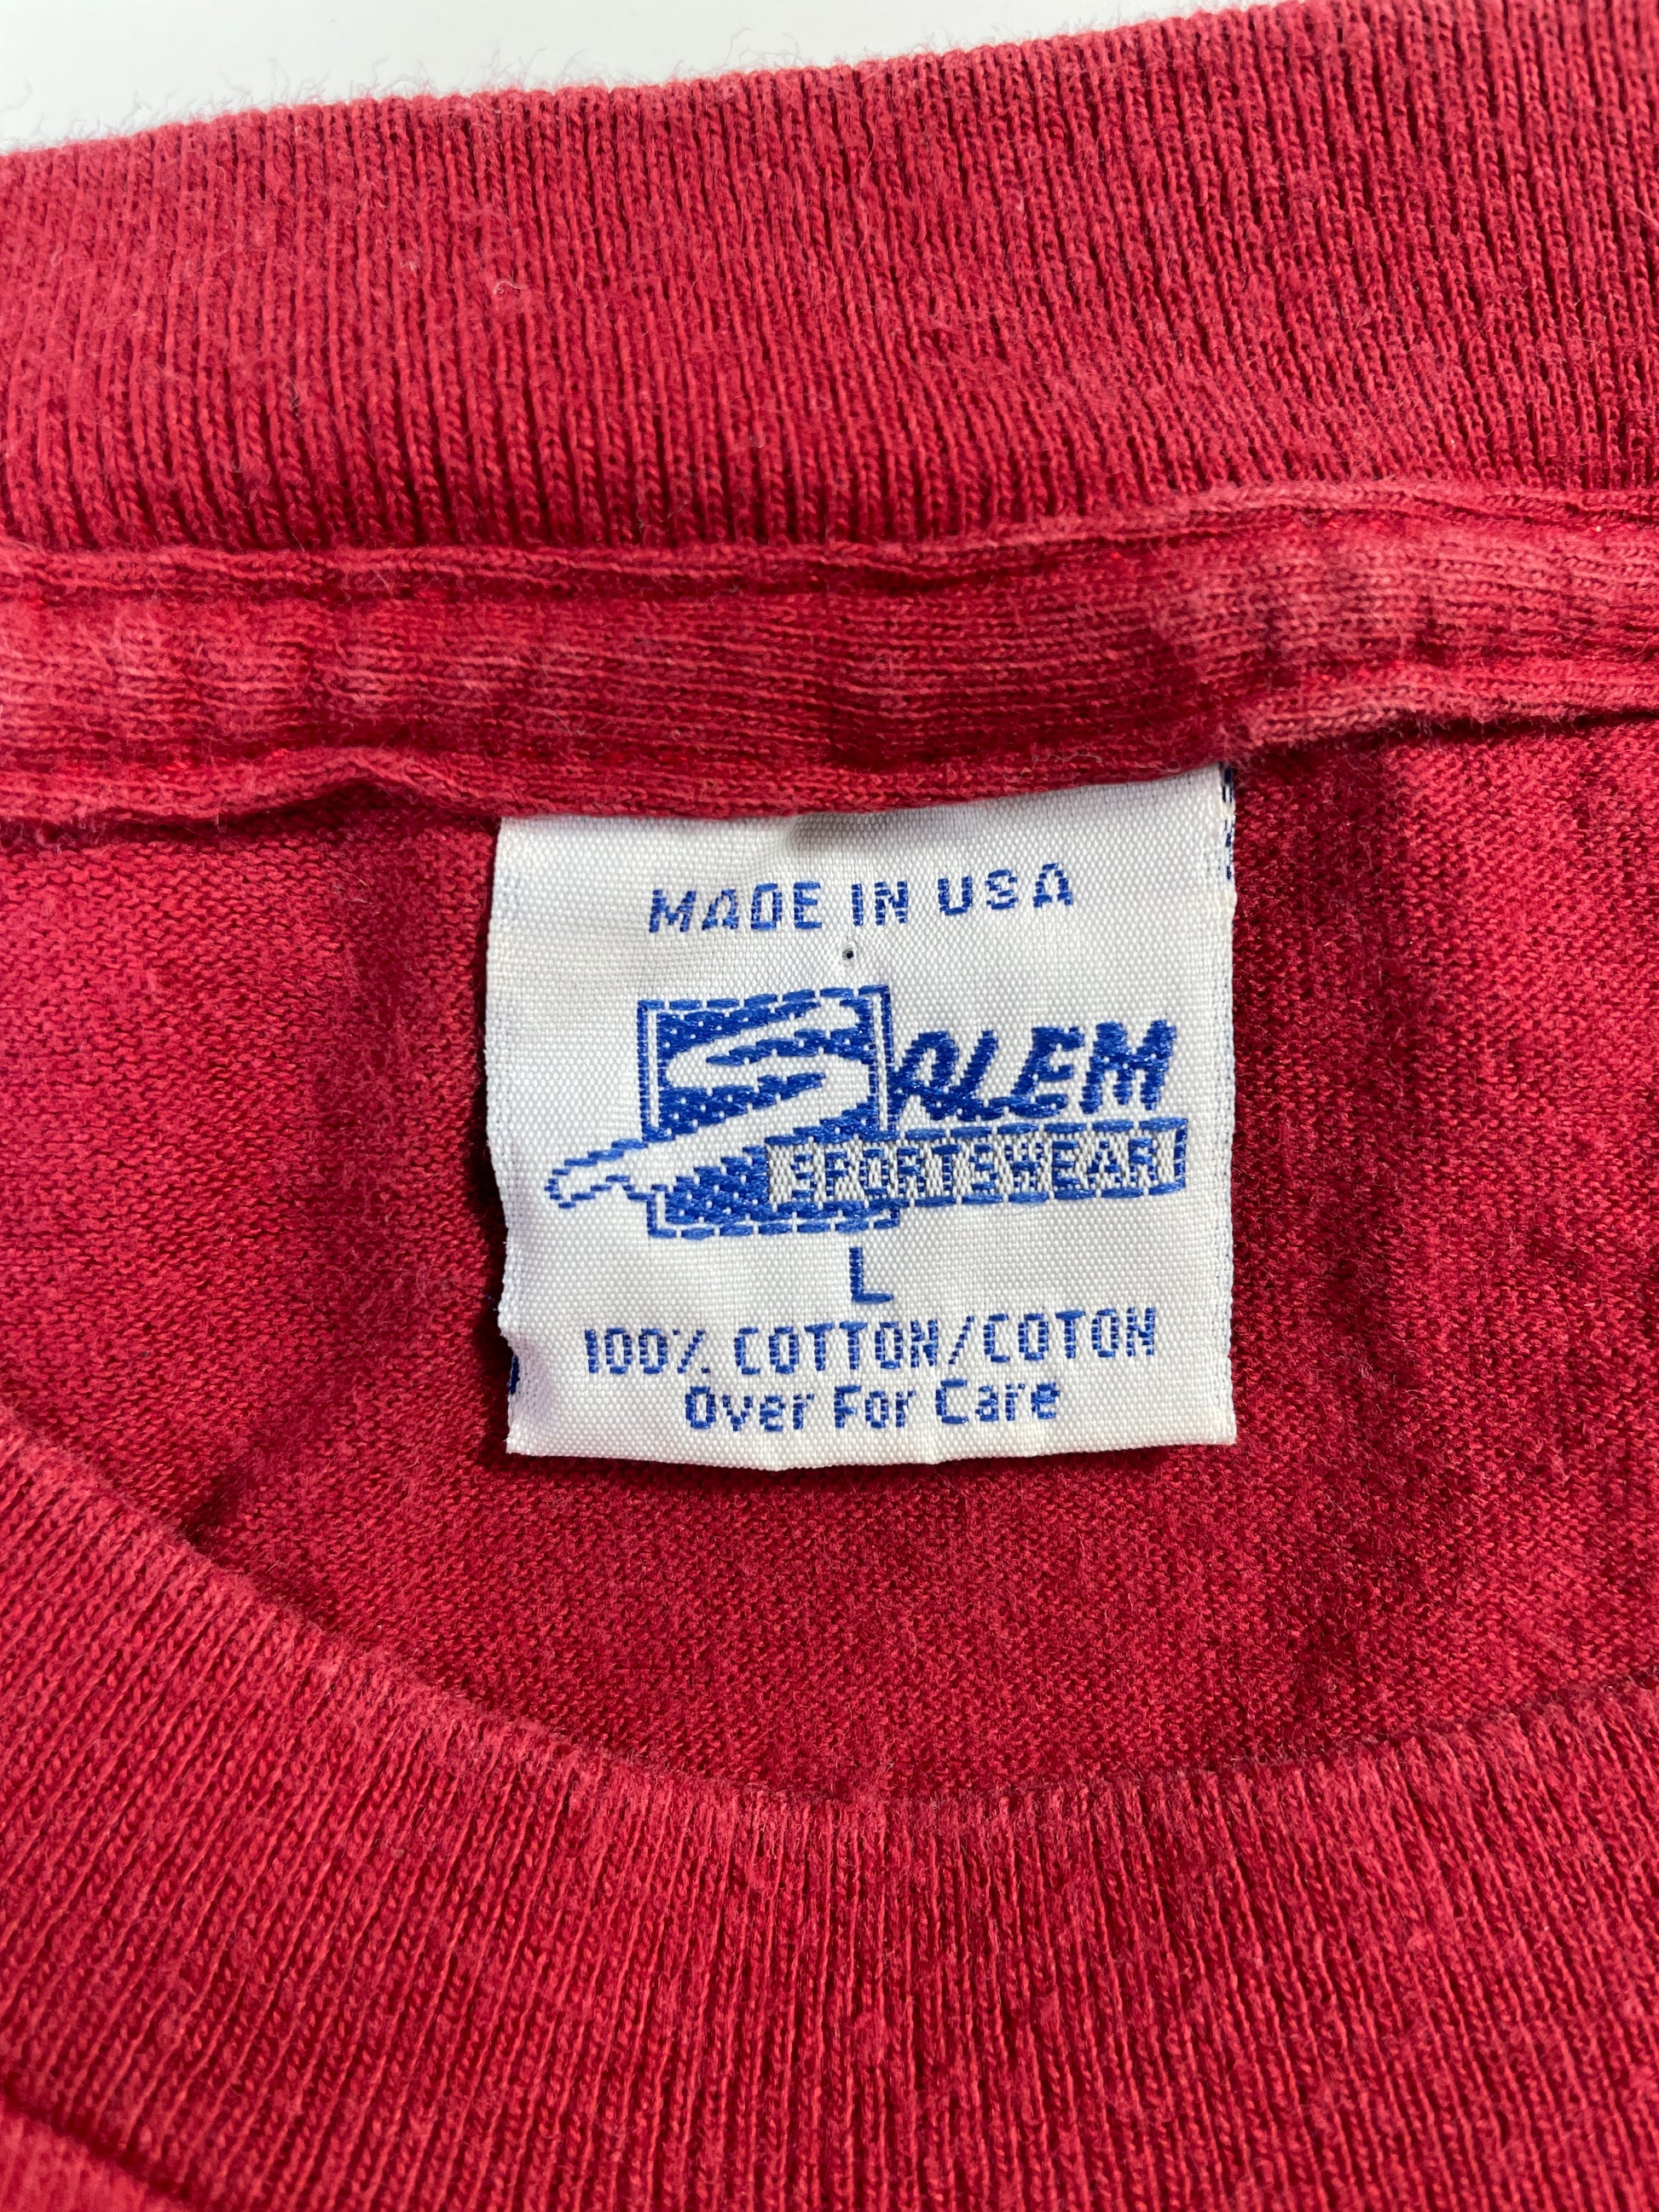 MADE IN USA
SALEM
SPORTSWEAR
L
100% COTTON/COTON
Over For Care